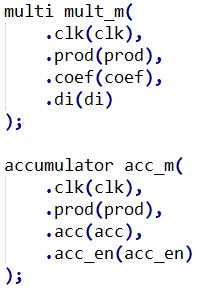 multi mult_m(
    .clk(clk),
    .prod(prod),
    .coef(coef),
    .di(di)
);

accumulator acc_m(
    .clk(clk),
    .prod(prod),
    .acc(acc),
    .acc_en(acc_en)
);